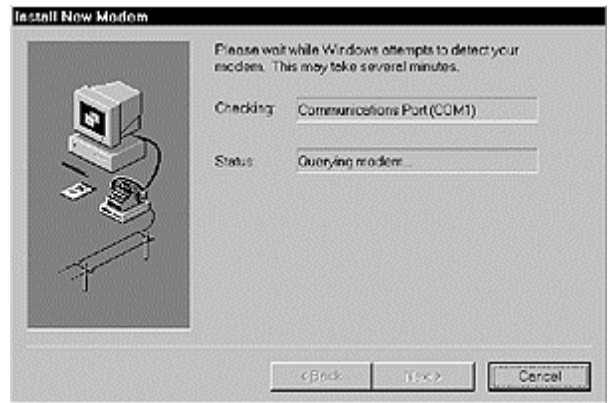 Install New Modem
Please wait while Windows attempts to detect your
modem. This may take several minutes.
Checking: Communications Port (COM1)
Status: Querying modem...
< Back Next > Cancel